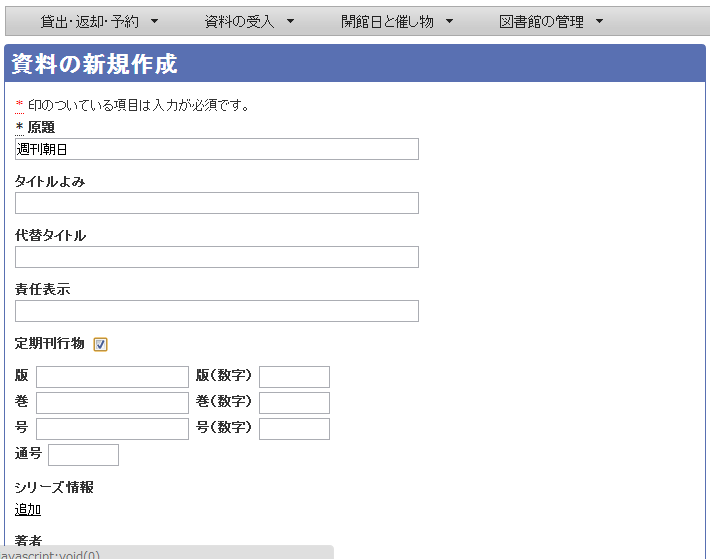 貸出・返却・予約 資料の受入 開館日と催し物 図書館の管理
資料の新規作成
* 印のついている項目は入力が必須です。
* 原題
週刊朝日
タイトルよみ
代替タイトル
責任表示
定期刊行物
版 版(数字)
巻 巻(数字)
号 号(数字)
通号
シリーズ情報
追加
著者
javascript:void(0)